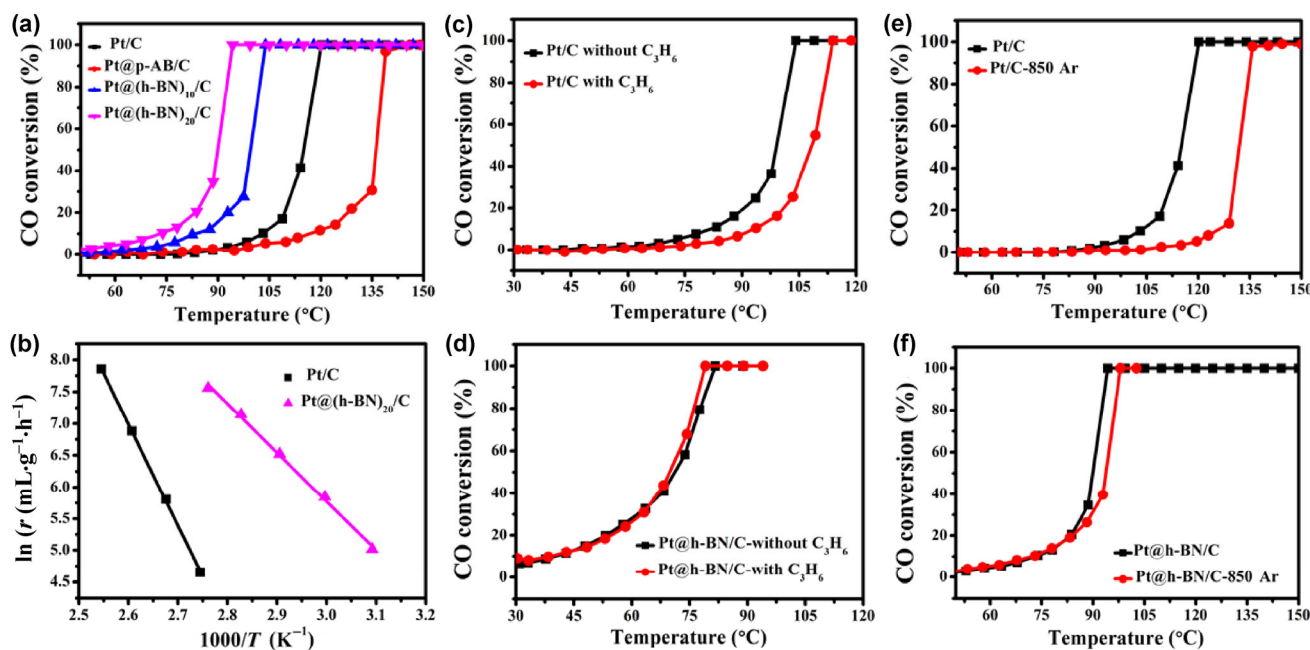 (a)
CO conversion (%)
100
80
60
40
20
0
Pt/C
Pt@p-AB/C
Pt@(h-BN)₁₀/C
Pt@(h-BN)₂₀/C
60 75 90 105 120 135 150
Temperature (°C)
(b)
ln (r (mL·g⁻¹·h⁻¹)
8.0
7.5
7.0
6.5
6.0
5.5
5.0
4.5
Pt/C
Pt@(h-BN)₂₀/C
2.5 2.6 2.7 2.8 2.9 3.0 3.1 3.2
1000/T (K⁻¹)
(c)
CO conversion (%)
100
80
60
40
20
0
Pt/C without C₃H₆
Pt/C with C₃H₆
30 45 60 75 90 105 120
Temperature (°C)
(d)
CO conversion (%)
100
80
60
40
20
0
Pt@h-BN/C-without C₃H₆
Pt@h-BN/C-with C₃H₆
30 45 60 75 90 105 120
Temperature (°C)
(e)
CO conversion (%)
100
80
60
40
20
0
Pt/C
Pt/C-850 Ar
60 75 90 105 120 135 150
Temperature (°C)
(f)
CO conversion (%)
100
80
60
40
20
0
Pt@h-BN/C
Pt@h-BN/C-850 Ar
60 75 90 105 120 135 150
Temperature (°C)